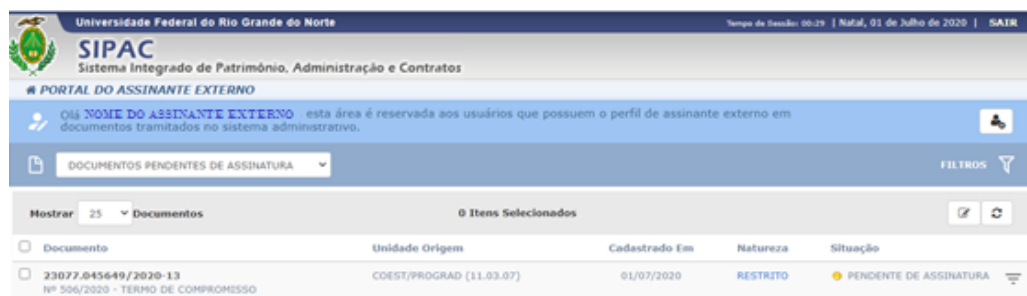 Universidade Federal do Rio Grande do Norte
Tempo de Sessão: 00:29 | Natal, 01 de Julho de 2020 | SAIR
SIPAC
Sistema Integrado de Patrimônio, Administração e Contratos
PORTAL DO ASSINANTE EXTERNO
Olá NOME DO ASSINANTE EXTERNO esta área é reservada aos usuários que possuem o perfil de assinante externo em
documentos tramitados no sistema administrativo.
DOCUMENTOS PENDENTES DE ASSINATURA
FILTROS
Mostrar 25 Documentos
0 Itens Selecionados
Documento Unidade Origem Cadastrado Em Natureza Situação
23077.045649/2020-13 COEST/PROGRAD (11.03.07) 01/07/2020 RESTRITO PENDENTE DE ASSINATURA
Nº 506/2020 - TERMO DE COMPROMISSO